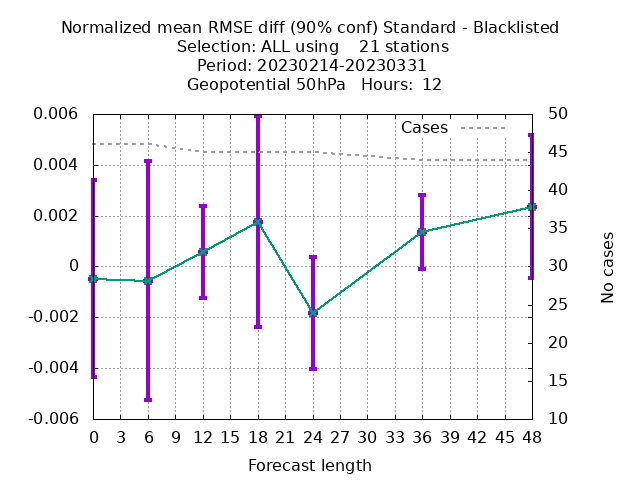 Normalized mean RMSE diff (90% conf) Standard - Blacklisted
Selection: ALL using    21 stations
Period: 20230214-20230331
Geopotential 50hPa   Hours:  12
0.006
0.004
0.002
0
-0.002
-0.004
-0.006
Cases
50
45
40
35
30
25
20
15
10
No cases
0 3 6 9 12 15 18 21 24 27 30 33 36 39 42 45 48
Forecast length